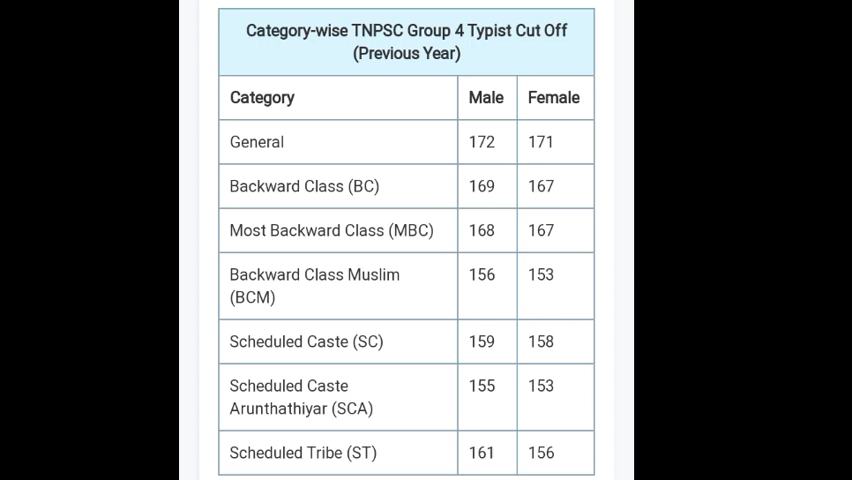 Category-wise TNPSC Group 4 Typist Cut Off
(Previous Year)
Category Male Female
General 172 171
Backward Class (BC) 169 167
Most Backward Class (MBC) 168 167
Backward Class Muslim 156 153
(BCM)
Scheduled Caste (SC) 159 158
Scheduled Caste 155 153
Arunthathiyar (SCA)
Scheduled Tribe (ST) 161 156